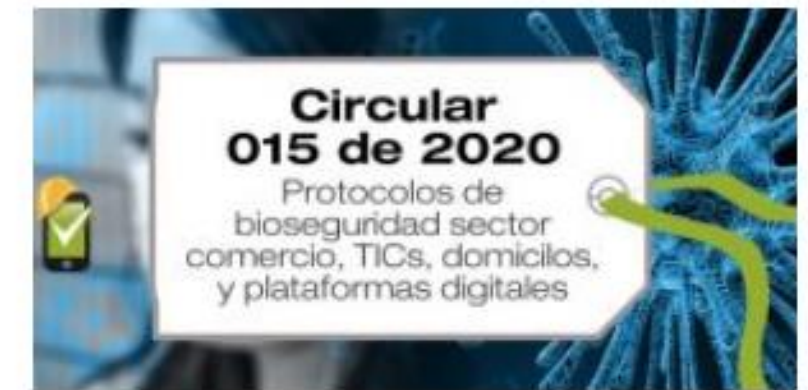 Circular
015 de 2020
Protocolos de
bioseguridad sector
comercio, TICs, domicilos,
y plataformas digitales